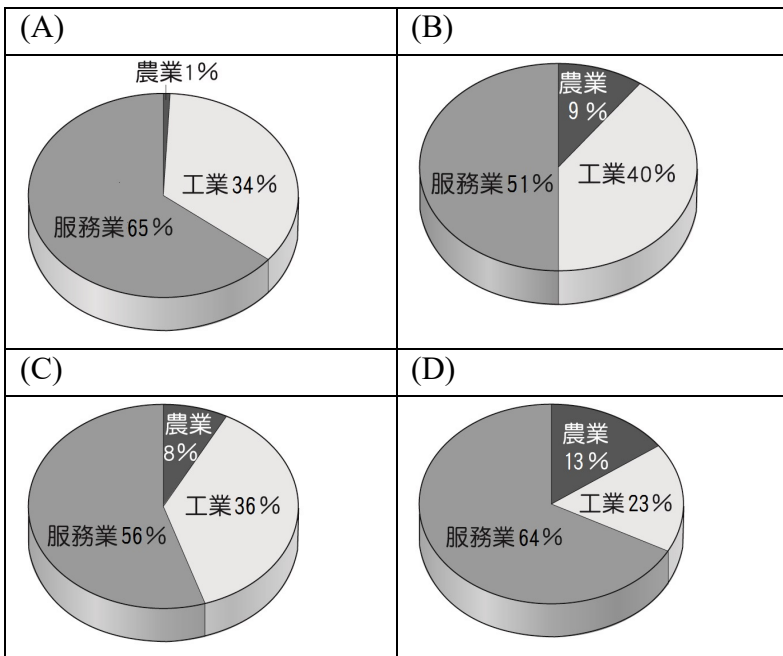 (A)
農業1%
工業34%
服務業65%
(B)
農業
9%
工業40%
服務業51%
(C)
農業
8%
工業36%
服務業56%
(D)
農業
13%
工業23%
服務業64%